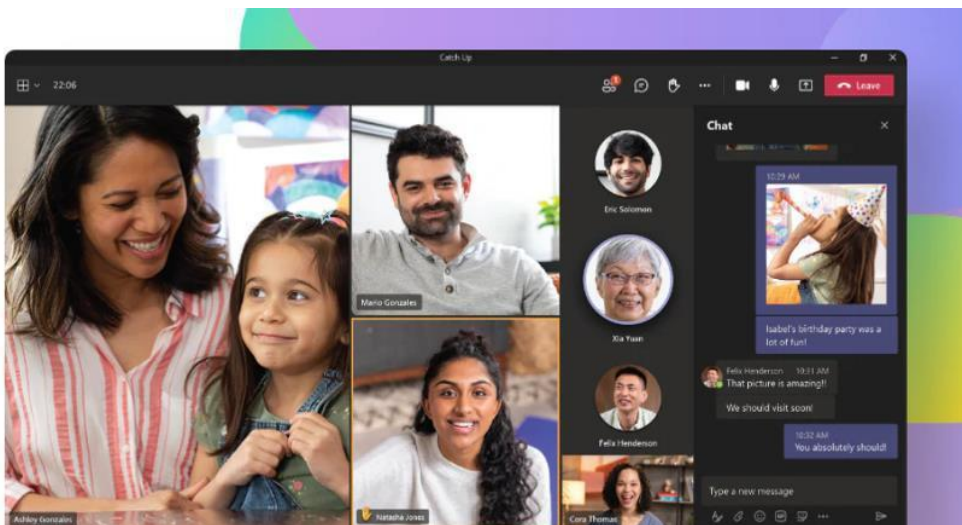 Catch Up
22:06
1
Leave
Chat
10:29 AM
Eric Solomon
Mario Gonzales
Isabel's birthday party was a
lot of fun!
Xia Yuan
Felix Henderson 10:31 AM
That picture is amazing!!
We should visit soon!
10:32 AM
You absolutely should!
Felix Henderson
Type a new message
Ashley Gonzales
Natasha Jones
Cora Thomas
GIF